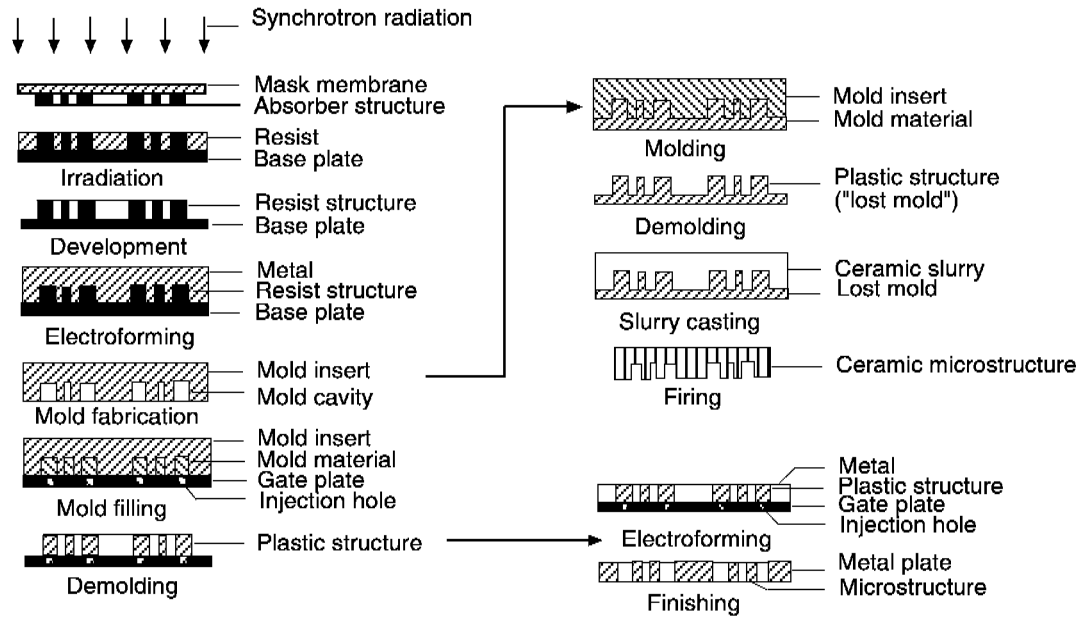 Synchrotron radiation
Mask membrane
Absorber structure
Resist
Base plate
Irradiation
Resist structure
Base plate
Development
Metal
Resist structure
Base plate
Electroforming
Mold insert
Mold cavity
Mold fabrication
Mold insert
Mold material
Gate plate
Injection hole
Mold filling
Plastic structure
Demolding
Mold insert
Mold material
Molding
Plastic structure
("lost mold")
Demolding
Ceramic slurry
Lost mold
Slurry casting
Ceramic microstructure
Firing
Metal
Plastic structure
Gate plate
Injection hole
Electroforming
Metal plate
Microstructure
Finishing